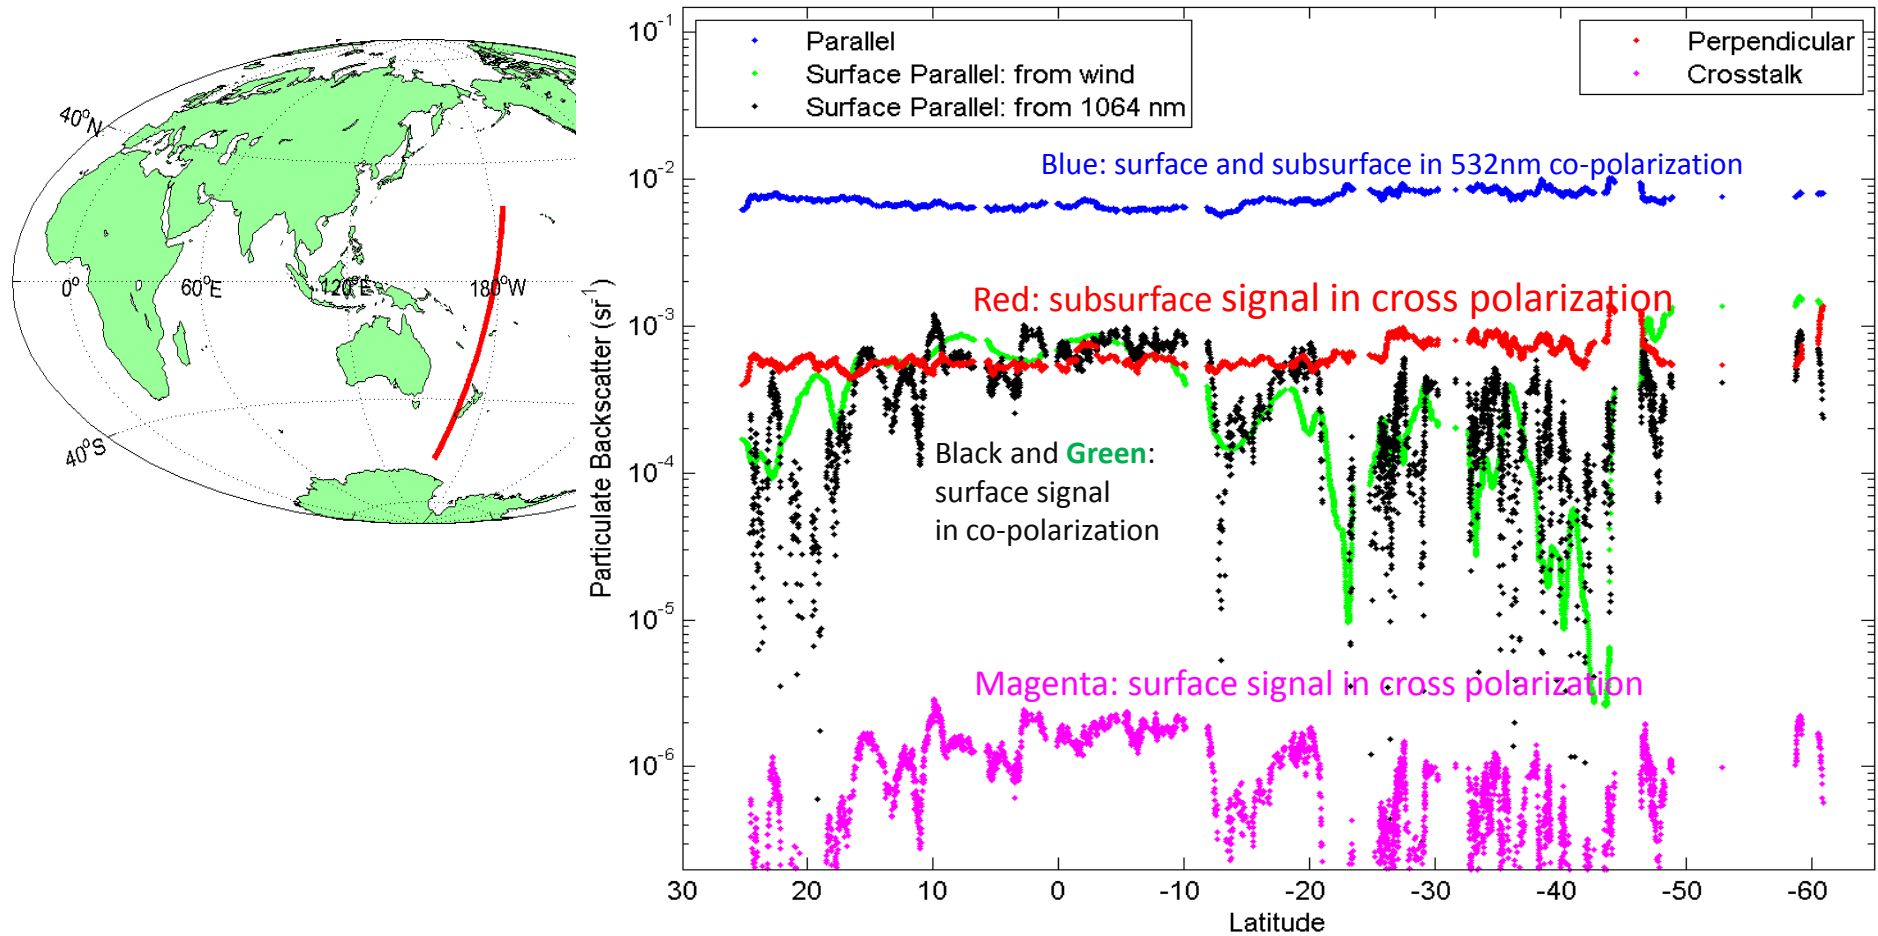 40°N
0°
60°E
120°E
180°W
40°S
Particulate Backscatter (sr⁻¹)
10⁻¹
10⁻²
10⁻³
10⁻⁴
10⁻⁵
10⁻⁶
Parallel
Surface Parallel: from wind
Surface Parallel: from 1064 nm
Perpendicular
Crosstalk
Blue: surface and subsurface in 532nm co-polarization
Red: subsurface signal in cross polarization
Black and Green:
surface signal
in co-polarization
Magenta: surface signal in cross polarization
30 20 10 0 -10 -20 -30 -40 -50 -60
Latitude